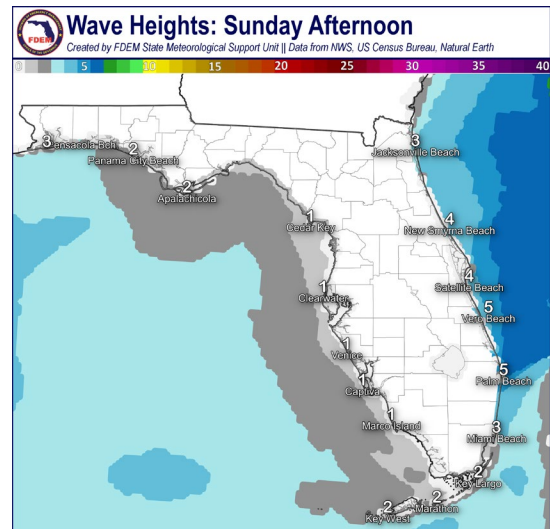 FDEM
Wave Heights: Sunday Afternoon
Created by FDEM State Meteorological Support Unit || Data from NWS, US Census Bureau, Natural Earth
0 5 10 15 20 25 30 35 40
3
Pensacola Bch
2
Panama City Beach
2
Apalachicola
3
Jacksonville Beach
1
Cedar Key
4
New Smyrna Beach
1
Clearwater
4
Satellite Beach
5
Vero Beach
1
Venice
1
Captiva
5
Palm Beach
1
Marco Island
3
Miami Beach
2
Key Largo
2
Marathon
2
Key West